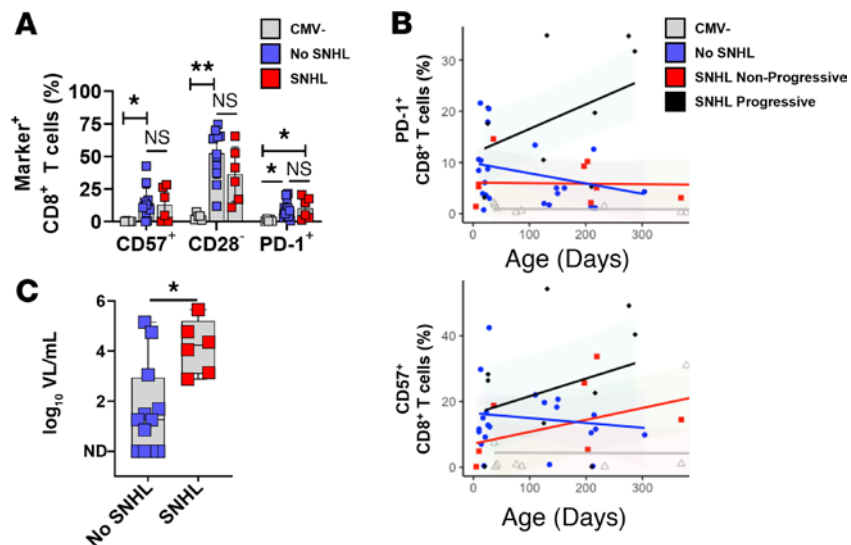 A
CMV-
No SNHL
SNHL
Marker+
CD8+ T cells (%)
100
75
50
25
0
*
NS
**
NS
*
*
NS
CD57+
CD28-
PD-1+
B
CMV-
No SNHL
SNHL Non-Progressive
SNHL Progressive
PD-1+
CD8+ T cells (%)
30
20
10
0
0
100
200
300
Age (Days)
C
log10 VL/mL
6
4
2
ND
*
No SNHL
SNHL
CD57+
CD8+ T cells (%)
40
20
0
0
100
200
300
Age (Days)